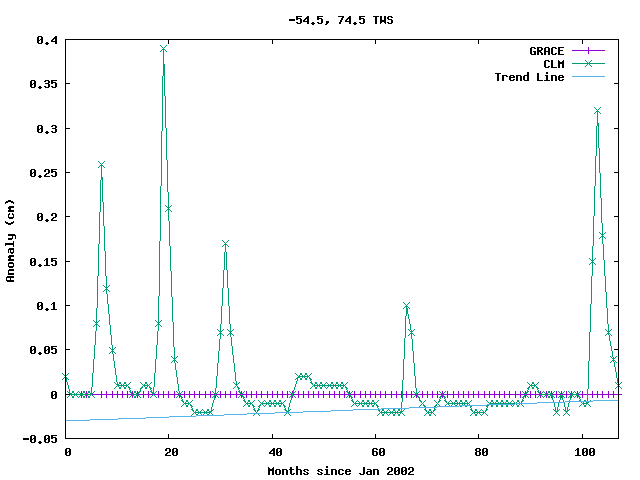 -54.5, 74.5 TWS
GRACE
CLM
Trend Line
0.4
0.35
0.3
0.25
0.2
0.15
0.1
0.05
0
-0.05
Anomaly (cm)
0 20 40 60 80 100
Months since Jan 2002